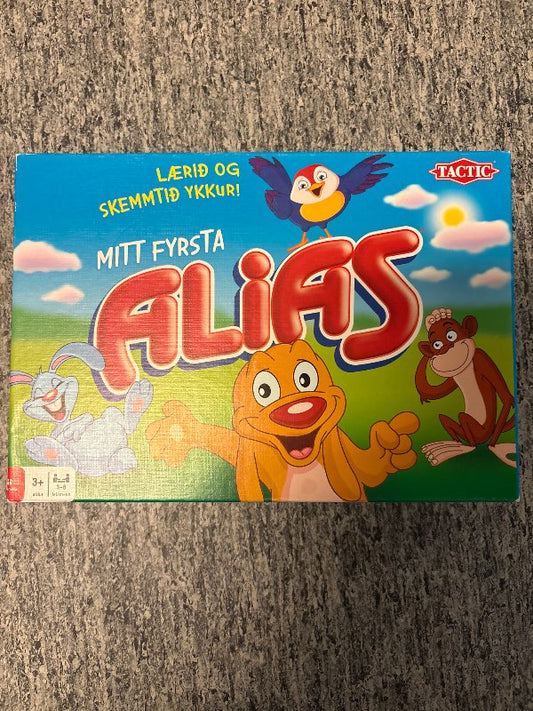 LÆRIÐ OG
SKEMMTIÐ YKKUR!
TACTIC
MITT FYRSTA
ALIAS
3+